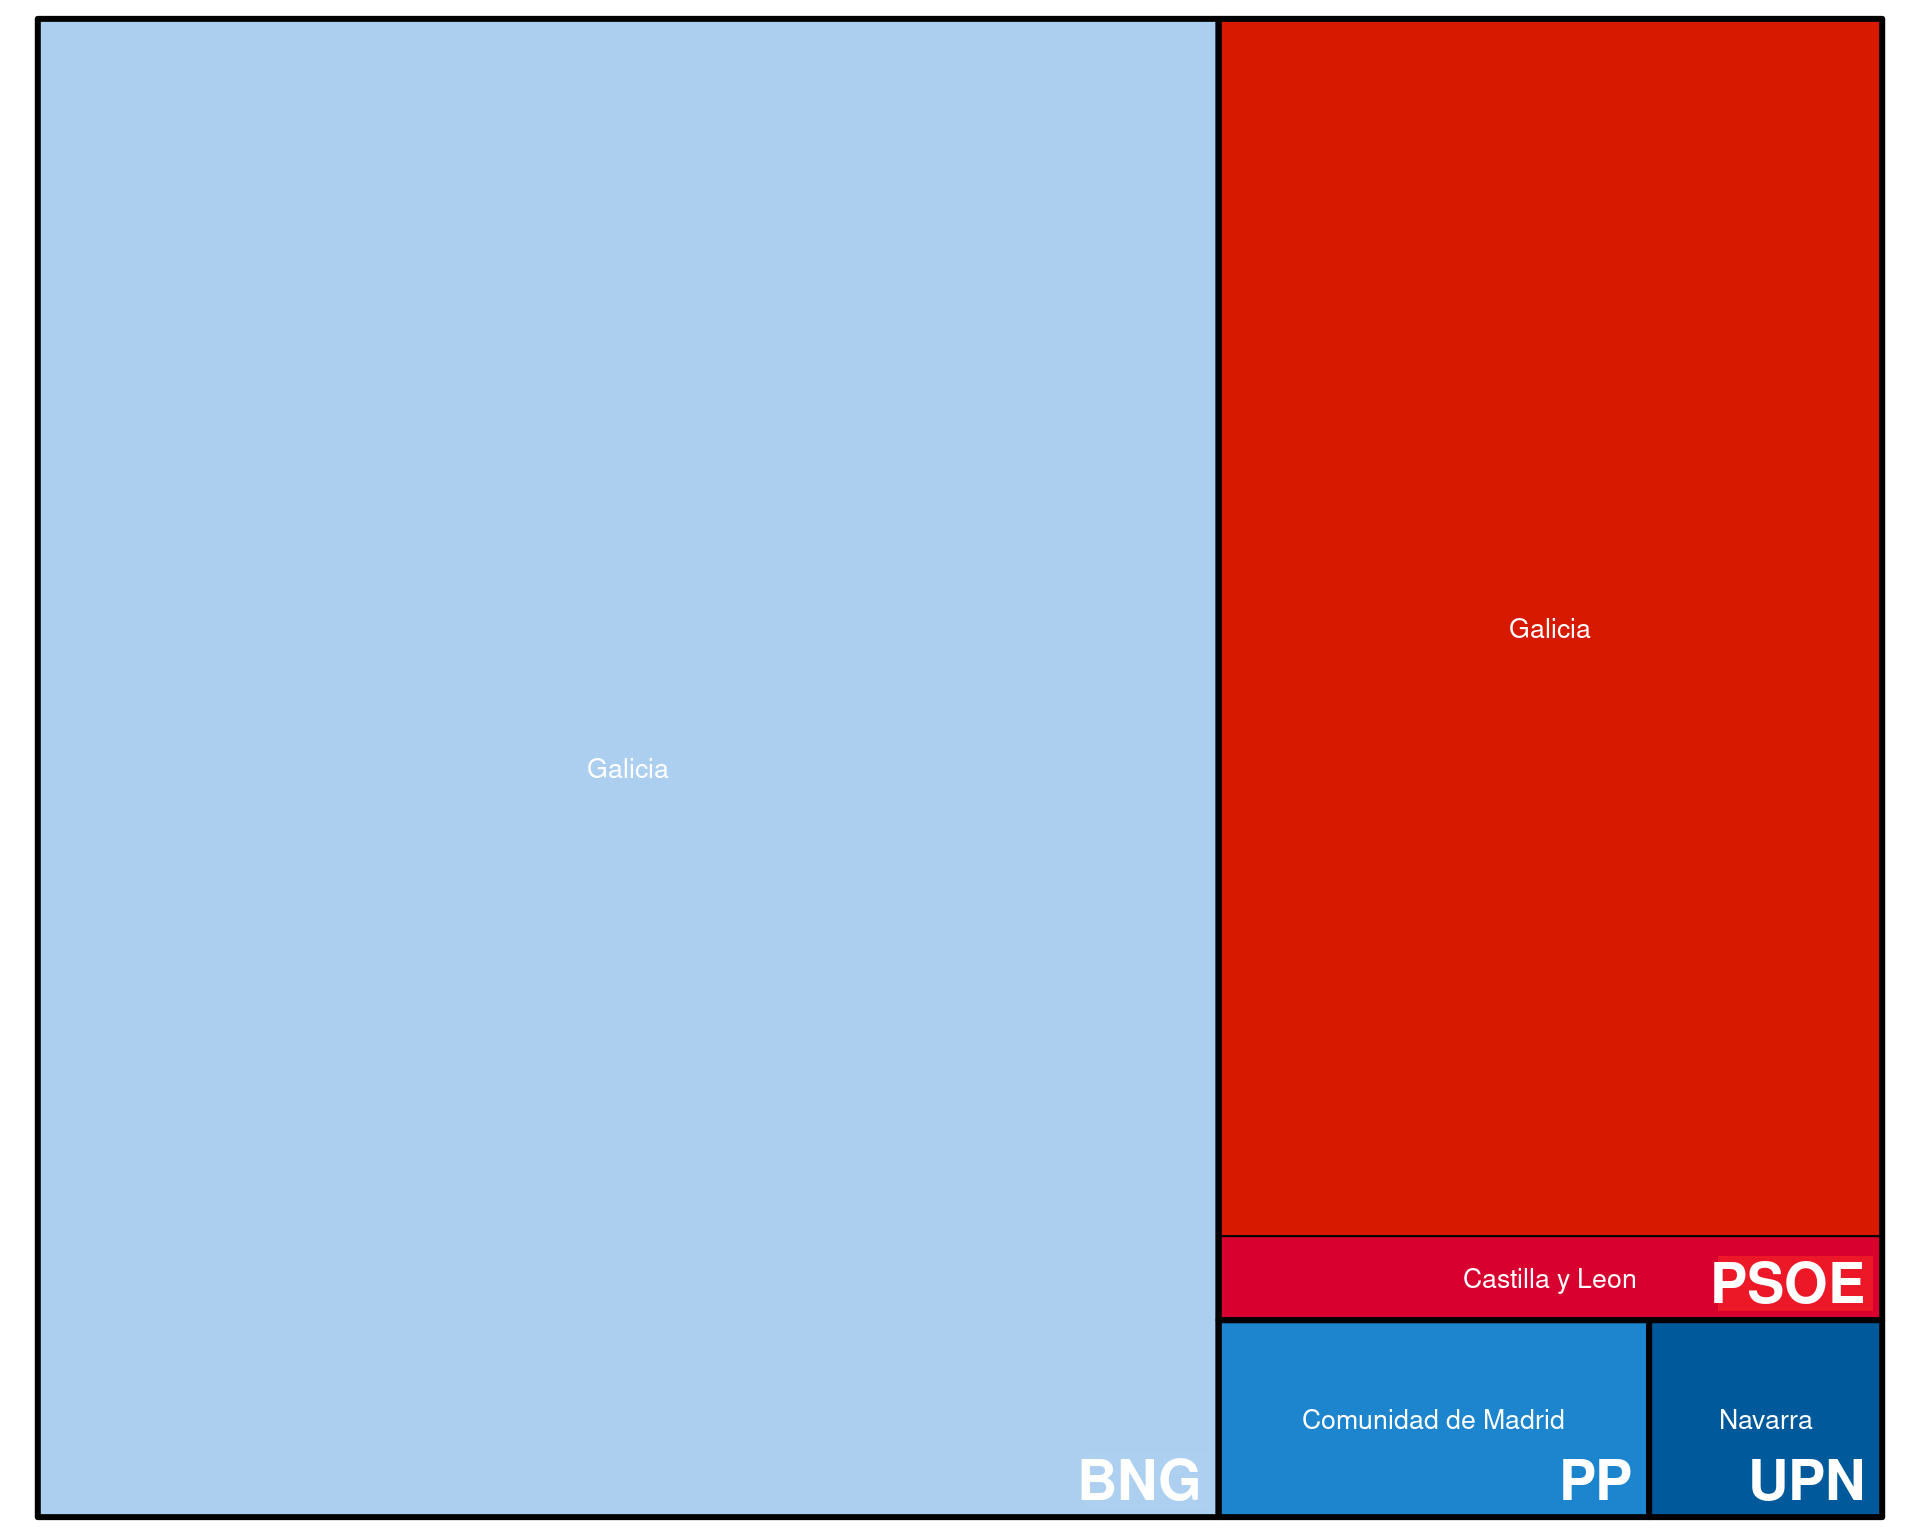 Galicia
BNG
Galicia
Castilla y Leon
PSOE
Comunidad de Madrid
PP
Navarra
UPN